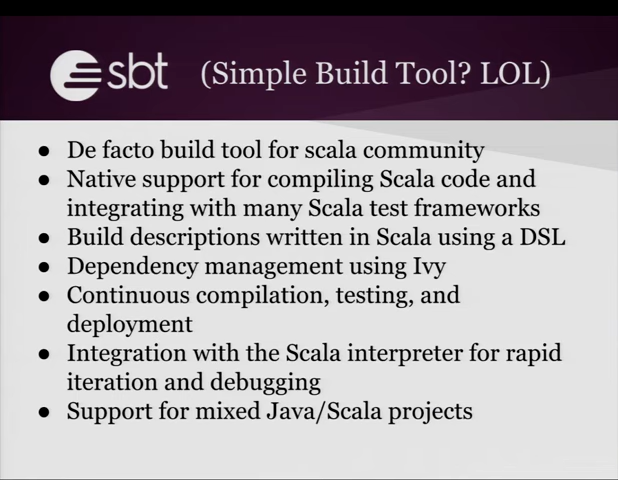 sbt (Simple Build Tool? LOL)
● De facto build tool for scala community
● Native support for compiling Scala code and
integrating with many Scala test frameworks
● Build descriptions written in Scala using a DSL
● Dependency management using Ivy
● Continuous compilation, testing, and
deployment
● Integration with the Scala interpreter for rapid
iteration and debugging
● Support for mixed Java/Scala projects